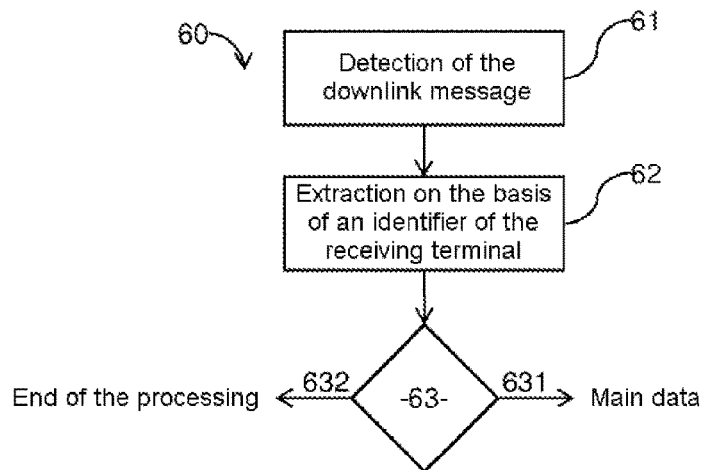 60
61
Detection of the
downlink message
62
Extraction on the basis
of an identifier of the
receiving terminal
End of the processing
632
-63-
631
Main data